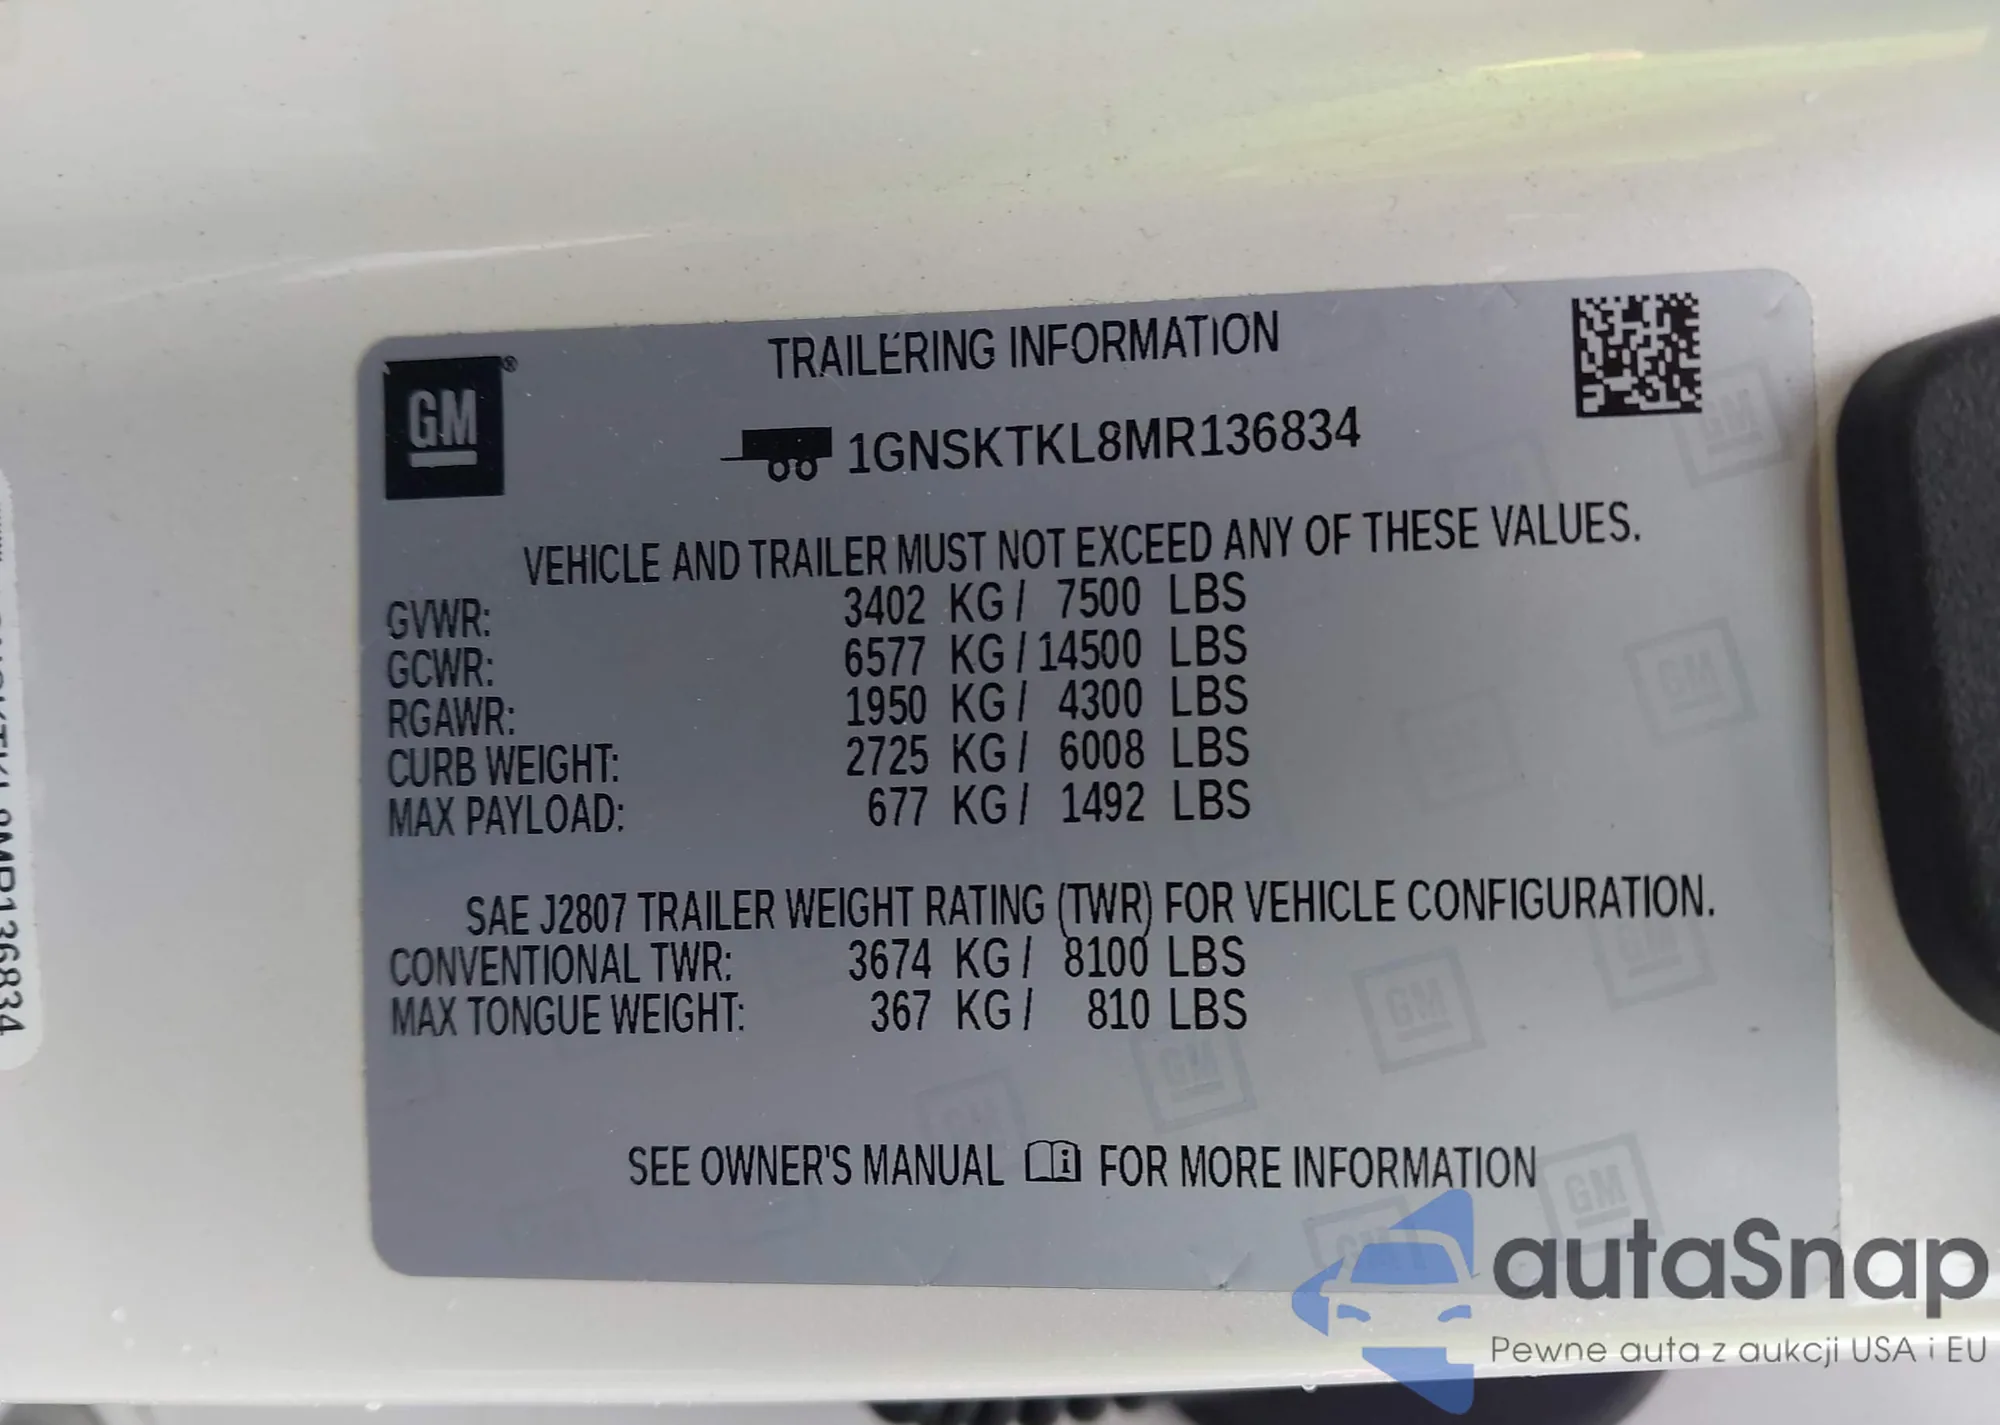 GM®
TRAILERING INFORMATION
1GNSKTKL8MR136834
VEHICLE AND TRAILER MUST NOT EXCEED ANY OF THESE VALUES.
GVWR: 3402 KG / 7500 LBS
GCWR: 6577 KG / 14500 LBS
RGAWR: 1950 KG / 4300 LBS
CURB WEIGHT: 2725 KG / 6008 LBS
MAX PAYLOAD: 677 KG / 1492 LBS
SAE J2807 TRAILER WEIGHT RATING (TWR) FOR VEHICLE CONFIGURATION.
CONVENTIONAL TWR: 3674 KG / 8100 LBS
MAX TONGUE WEIGHT: 367 KG / 810 LBS
SEE OWNER'S MANUAL FOR MORE INFORMATION
autaSnap
Pewne auta z aukcji USA i EU